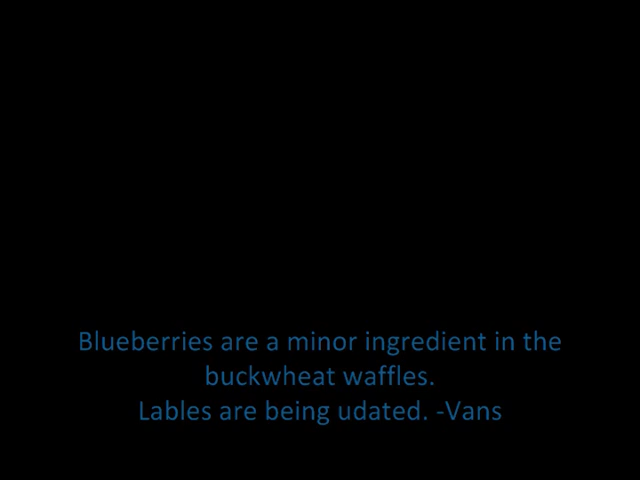 Blueberries are a minor ingredient in the
buckwheat waffles.
Lables are being udated. -Vans